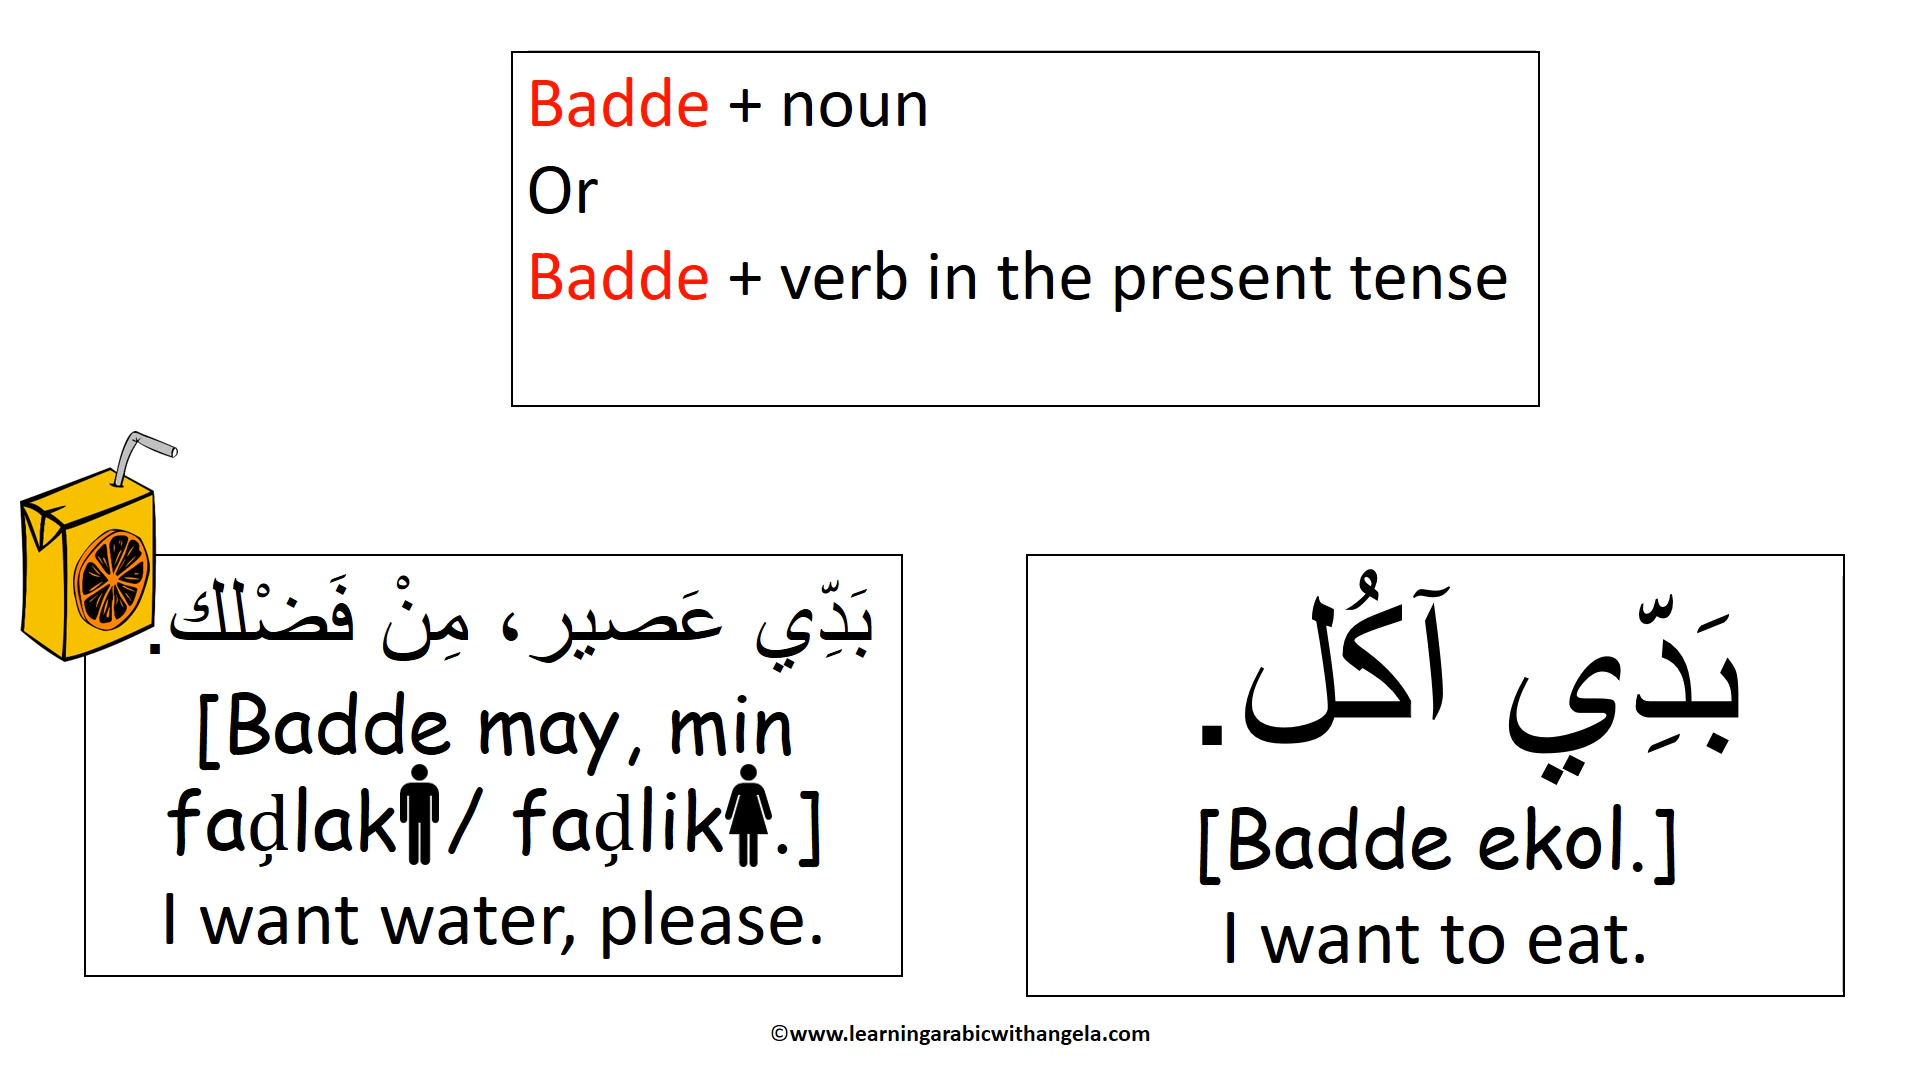 Badde + noun
Or
Badde + verb in the present tense
بَدِّي عَصير، مِنْ فَضْلك.
[Badde may, min
faḍlak/ faḍlik.]
I want water, please.
بَدِّي آكُل.
[Badde ekol.]
I want to eat.
©www.learningarabicwithangela.com